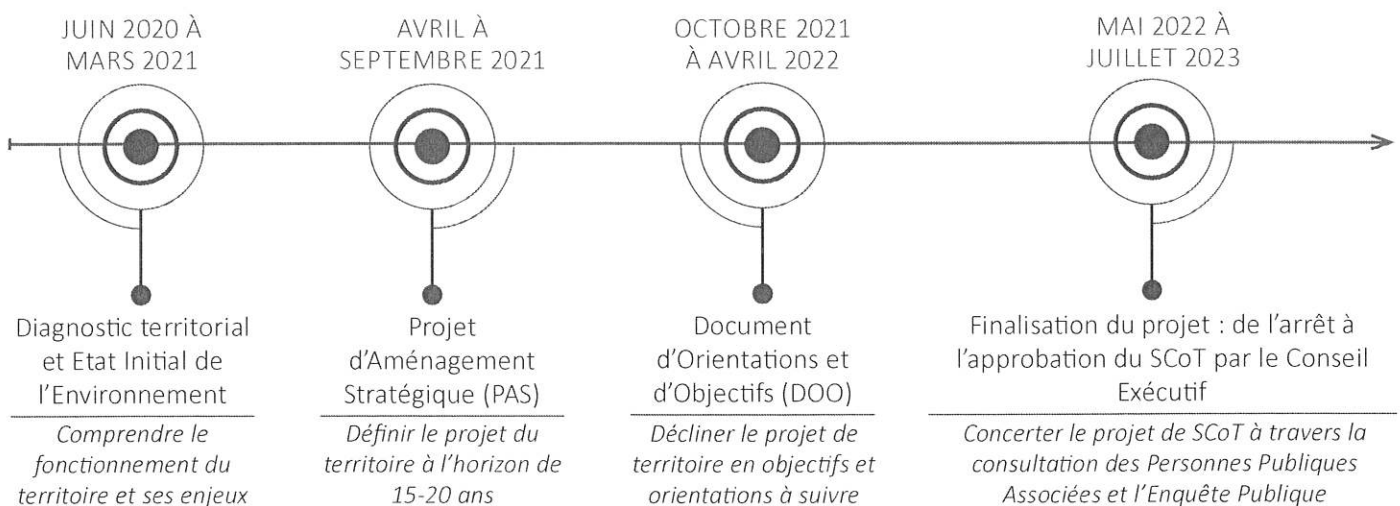 JUIN 2020 À
MARS 2021
AVRIL À
SEPTEMBRE 2021
OCTOBRE 2021
À AVRIL 2022
MAI 2022 À
JUILLET 2023
Diagnostic territorial
et Etat Initial de
l'Environnement
Comprendre le
fonctionnement du
territoire et ses enjeux
Projet
d'Aménagement
Stratégique (PAS)
Définir le projet du
territoire à l'horizon de
15-20 ans
Document
d'Orientations et
d'Objectifs (DOO)
Décliner le projet de
territoire en objectifs et
orientations à suivre
Finalisation du projet : de l'arrêt à
l'approbation du SCoT par le Conseil
Exécutif
Concerter le projet de SCoT à travers la
consultation des Personnes Publiques
Associées et l'Enquête Publique